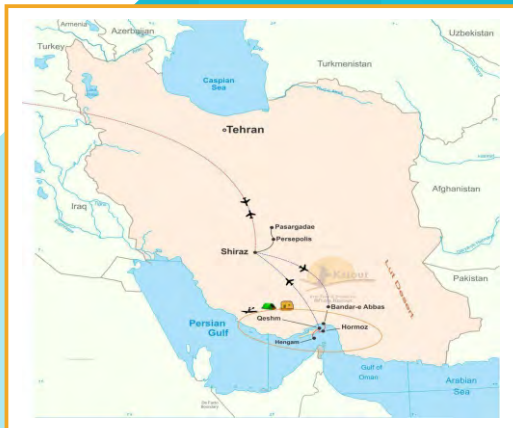 Armenia
Azerbaijan
Uzbekistan
Turkey
Caspian
Sea
Turkmenistan
Tehran
Iraq
Afghanistan
Pasargadae
Persepolis
Shiraz
Lut Desert
Pakistan
Bandar-e Abbas
Qeshm
Persian
Gulf
Hormoz
Hengam
Gulf of
Oman
Arabian
Sea